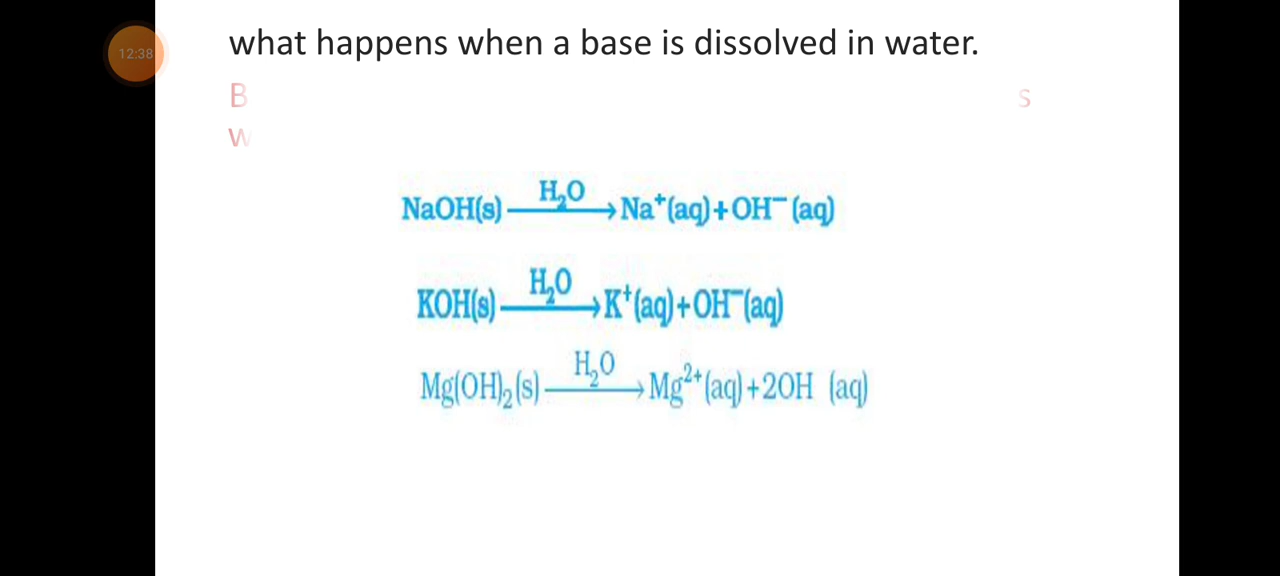 12:38
what happens when a base is dissolved in water.
B s
w
NaOH(s) —H₂O→ Na⁺(aq)+OH⁻(aq)
KOH(s) —H₂O→ K⁺(aq)+OH⁻(aq)
Mg(OH)₂(s) —H₂O→ Mg²⁺(aq)+2OH (aq)